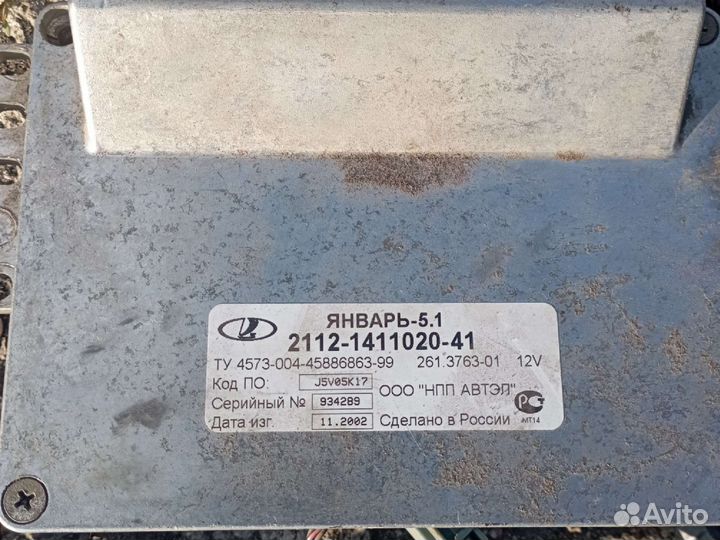 ЯНВАРЬ-5.1
2112-1411020-41
ТУ 4573-004-45886863-99 261.3763-01 12V
Код ПО: J5V05K17 ООО "НПП АВТЭЛ"
Серийный № 934289
Дата изг. 11.2002 Сделано в России
МТ14
Avito